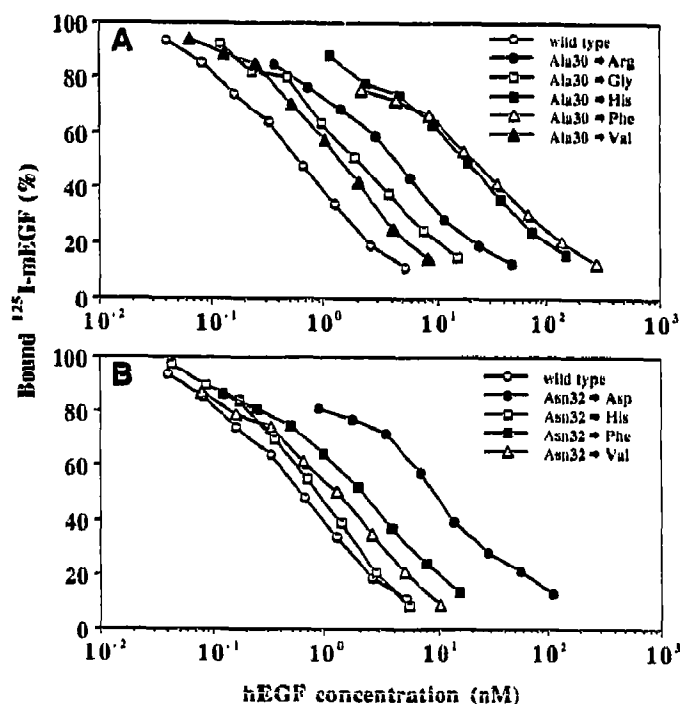 A
100
80
60
40
20
0
wild type
Ala30 ➡ Arg
Ala30 ➡ Gly
Ala30 ➡ His
Ala30 ➡ Phe
Ala30 ➡ Val
10⁻² 10⁻¹ 10⁰ 10¹ 10² 10³
Bound ¹²⁵I-mEGF (%)
B
100
80
60
40
20
0
wild type
Asn32 ➡ Asp
Asn32 ➡ His
Asn32 ➡ Phe
Asn32 ➡ Val
10⁻² 10⁻¹ 10⁰ 10¹ 10² 10³
hEGF concentration (nM)